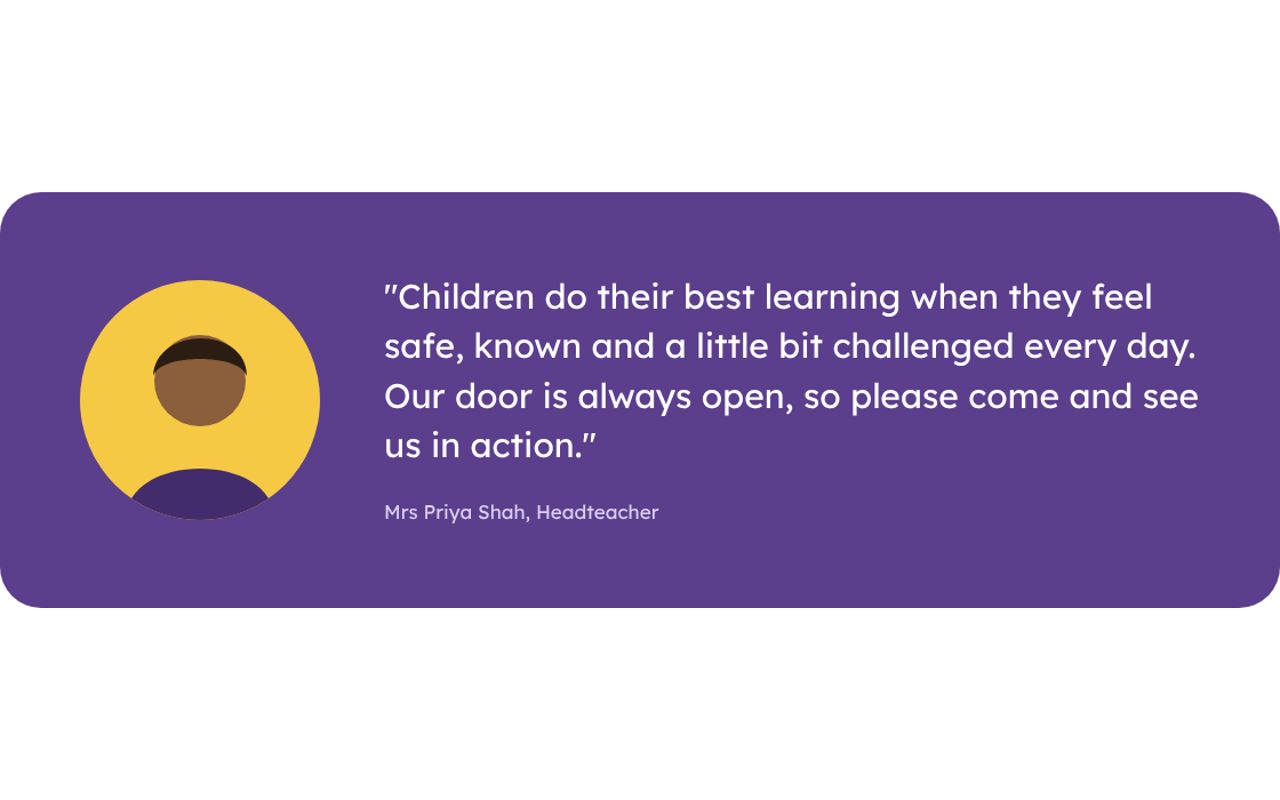 "Children do their best learning when they feel
safe, known and a little bit challenged every day.
Our door is always open, so please come and see
us in action."
Mrs Priya Shah, Headteacher